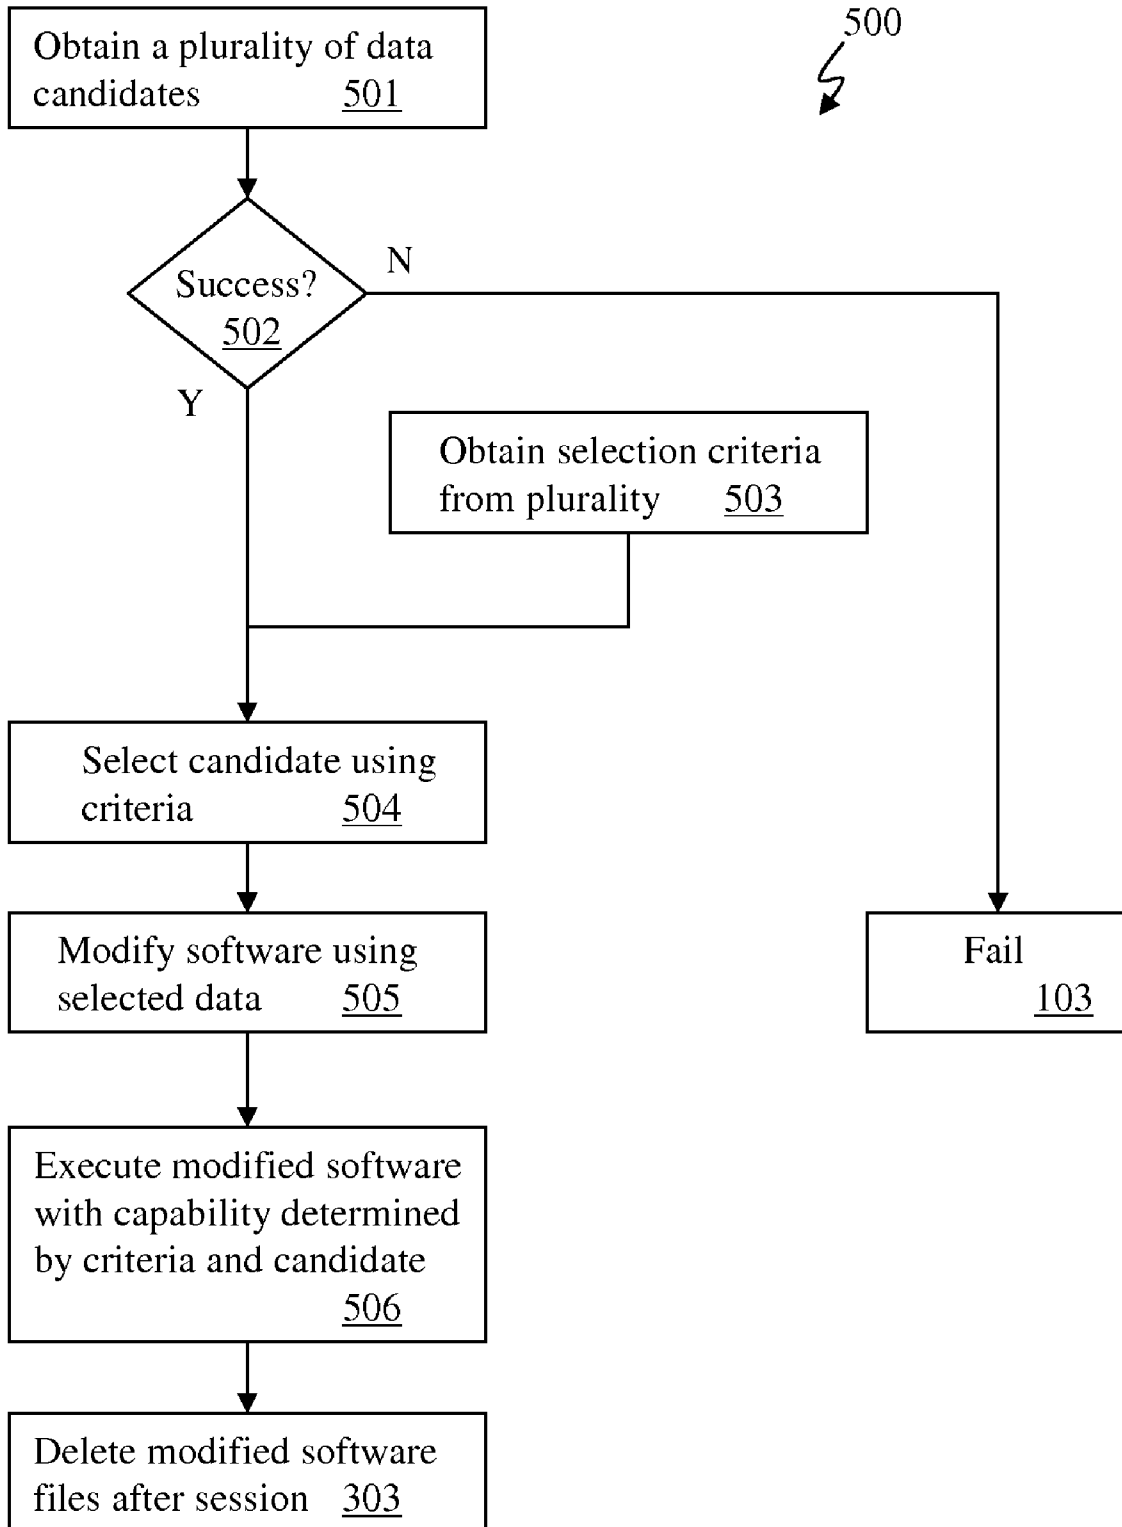 500
Obtain a plurality of data
candidates 501
Success?
502
N
Y
Obtain selection criteria
from plurality 503
Select candidate using
criteria 504
Modify software using
selected data 505
Fail
103
Execute modified software
with capability determined
by criteria and candidate
506
Delete modified software
files after session 303